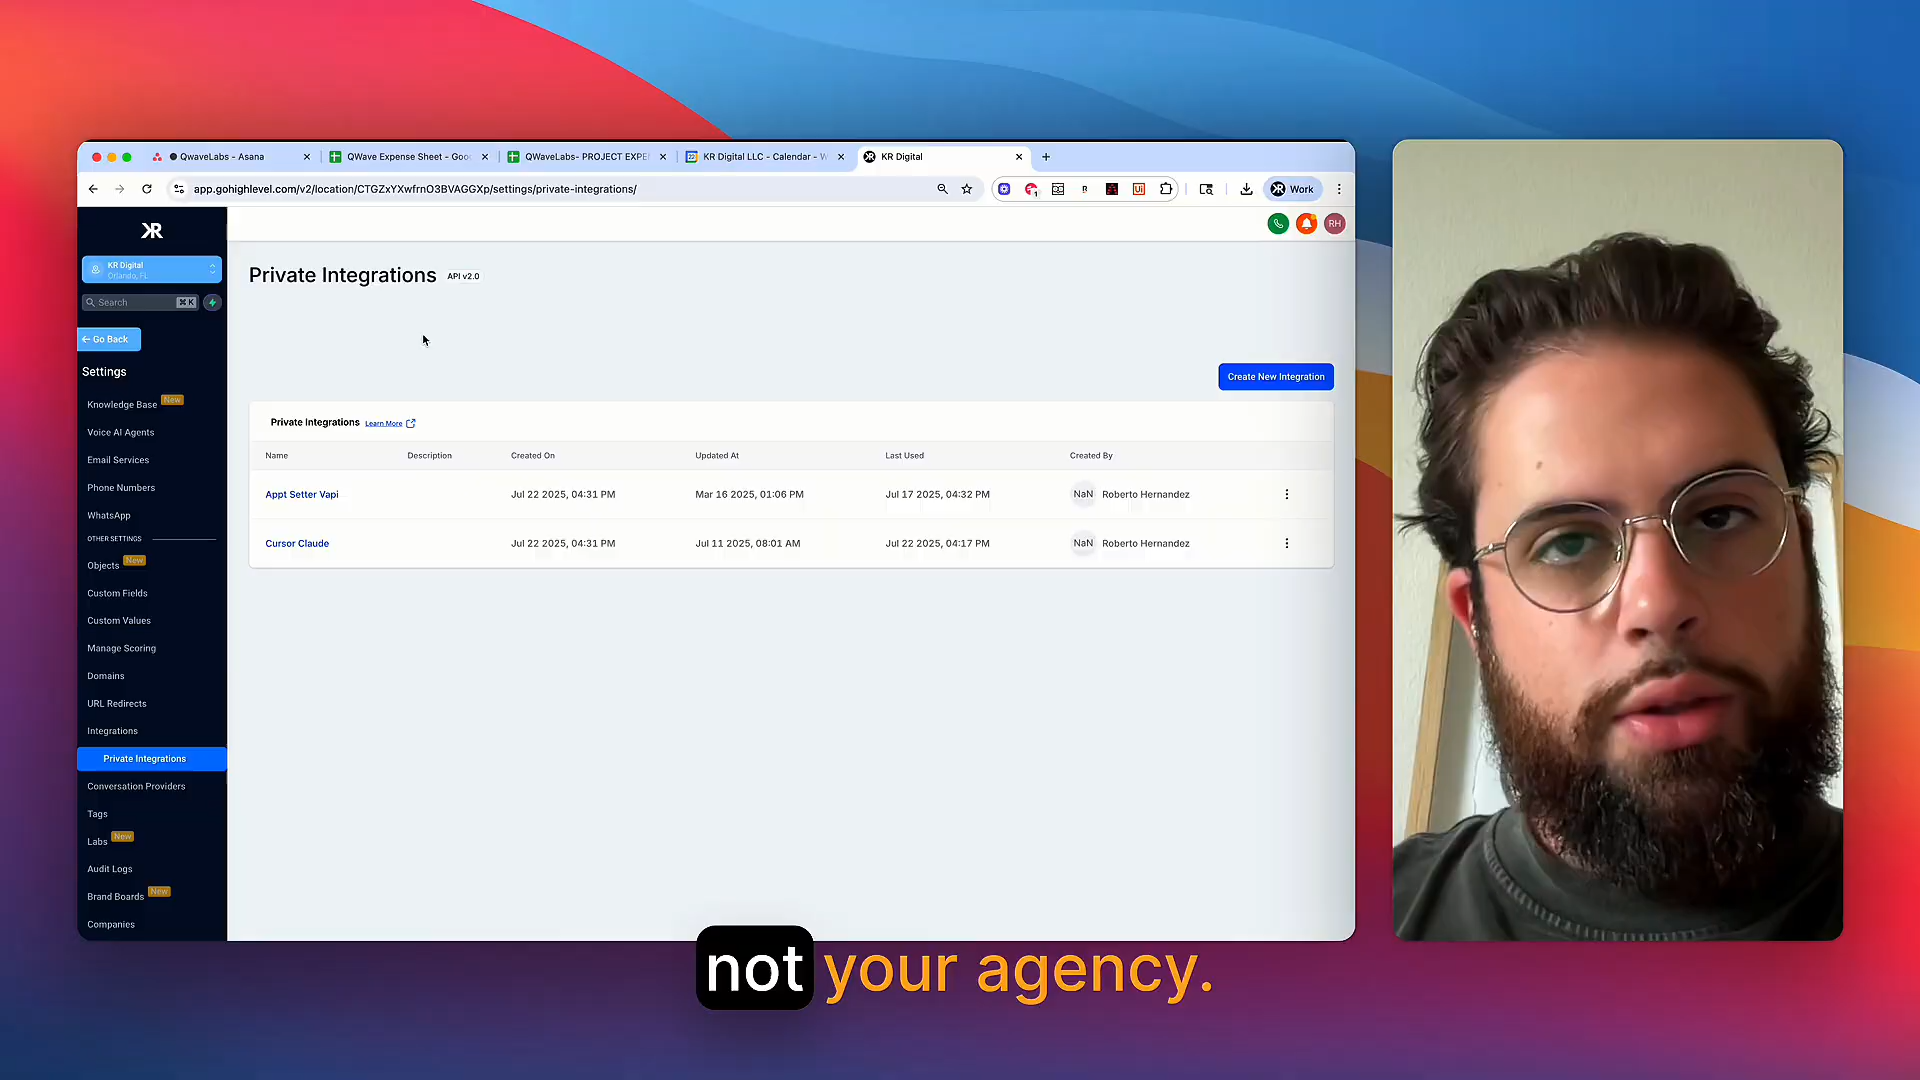 QwaveLabs - Asana
QWave Expense Sheet - Goo
QWaveLabs- PROJECT EXPE
22
KR Digital LLC - Calendar - W
KR Digital
app.gohighlevel.com/v2/location/CTGZxYXwfrnO3BVAGGXp/settings/private-integrations/
1
R
Ui
Work
KR
KR Digital
Orlando, FL
Search
⌘ K
RH
Go Back
Settings
Knowledge Base New
Voice AI Agents
Email Services
Phone Numbers
WhatsApp
OTHER SETTINGS
Objects New
Custom Fields
Custom Values
Manage Scoring
Domains
URL Redirects
Integrations
Private Integrations
Conversation Providers
Tags
Labs New
Audit Logs
Brand Boards New
Companies
Private Integrations API v2.0
Create New Integration
Private Integrations Learn More
Name Description Created On Updated At Last Used Created By
Appt Setter Vapi Jul 22 2025, 04:31 PM Mar 16 2025, 01:06 PM Jul 17 2025, 04:32 PM NaN Roberto Hernandez
Cursor Claude Jul 22 2025, 04:31 PM Jul 11 2025, 08:01 AM Jul 22 2025, 04:17 PM NaN Roberto Hernandez
not your agency.